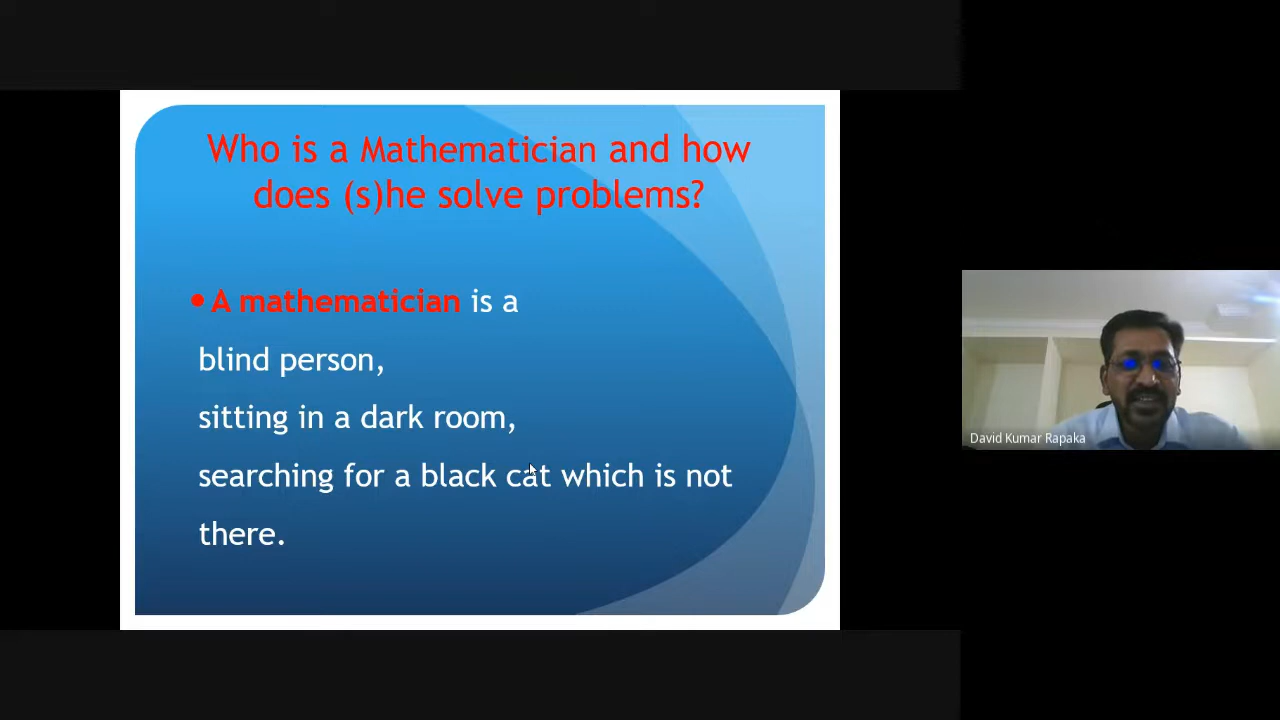 Who is a Mathematician and how
does (s)he solve problems?
• A mathematician is a
blind person,
sitting in a dark room,
searching for a black cat which is not
there.
David Kumar Rapaka